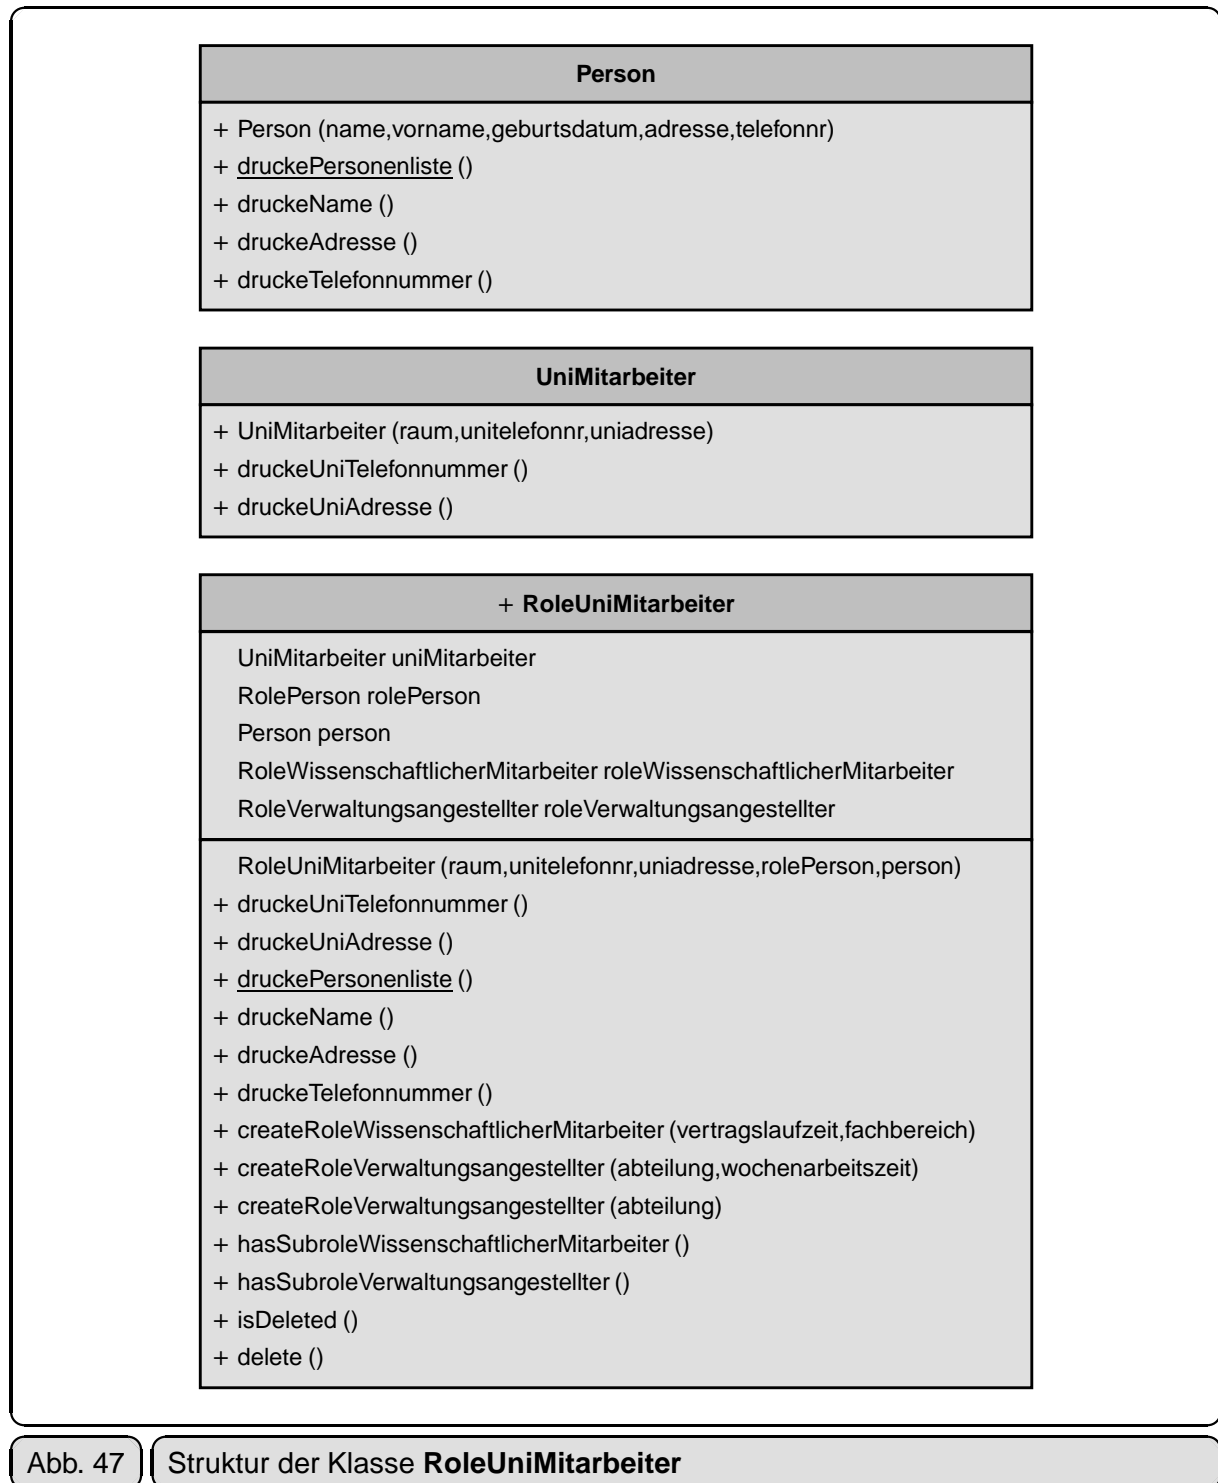 Person
+ Person (name,vorname,geburtsdatum,adresse,telefonnr)
+ druckePersonenliste ()
+ druckeName ()
+ druckeAdresse ()
+ druckeTelefonnummer ()
UniMitarbeiter
+ UniMitarbeiter (raum,unitelefonnr,uniadresse)
+ druckeUniTelefonnummer ()
+ druckeUniAdresse ()
+ RoleUniMitarbeiter
UniMitarbeiter uniMitarbeiter
RolePerson rolePerson
Person person
RoleWissenschaftlicherMitarbeiter roleWissenschaftlicherMitarbeiter
RoleVerwaltungsangestellter roleVerwaltungsangestellter
RoleUniMitarbeiter (raum,unitelefonnr,uniadresse,rolePerson,person)
+ druckeUniTelefonnummer ()
+ druckeUniAdresse ()
+ druckePersonenliste ()
+ druckeName ()
+ druckeAdresse ()
+ druckeTelefonnummer ()
+ createRoleWissenschaftlicherMitarbeiter (vertragslaufzeit,fachbereich)
+ createRoleVerwaltungsangestellter (abteilung,wochenarbeitszeit)
+ createRoleVerwaltungsangestellter (abteilung)
+ hasSubroleWissenschaftlicherMitarbeiter ()
+ hasSubroleVerwaltungsangestellter ()
+ isDeleted ()
+ delete ()
Abb. 47 Struktur der Klasse RoleUniMitarbeiter